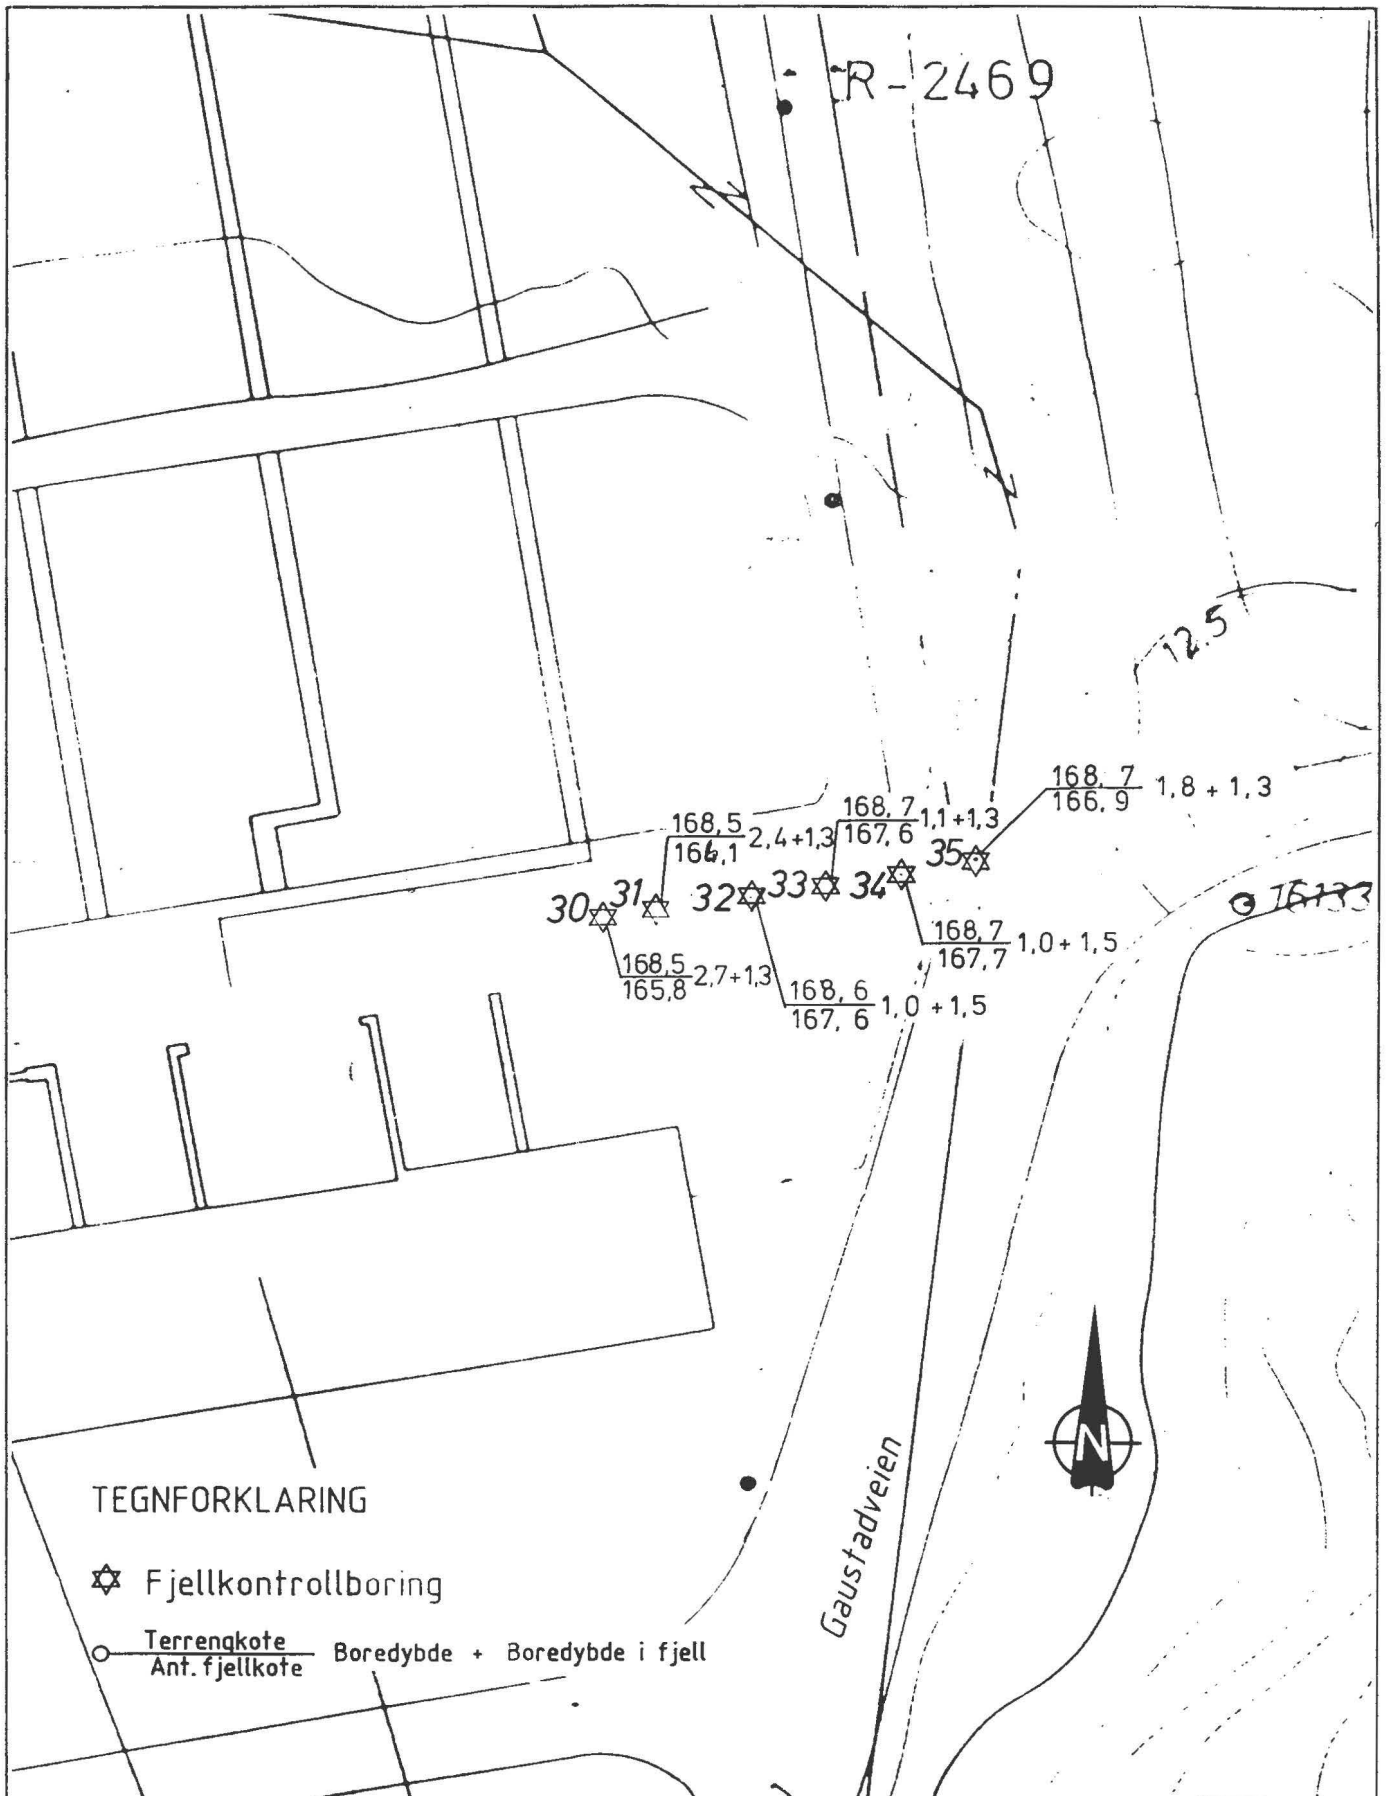 R-2469
12.5
168,7
166,9 1,8 + 1,3
168,7
167,6 1,1+1,3
168,5
166,1 2,4+1,3
35
34
33
32
31
30
168,7
167,7 1,0 + 1,5
168,5
165,8 2,7+1,3
168,6
167,6 1,0 + 1,5
N
Gaustadveien
TEGNFORKLARING
Fjellkontrollboring
Terrengkote
Ant. fjellkote Boredybde + Boredybde i fjell